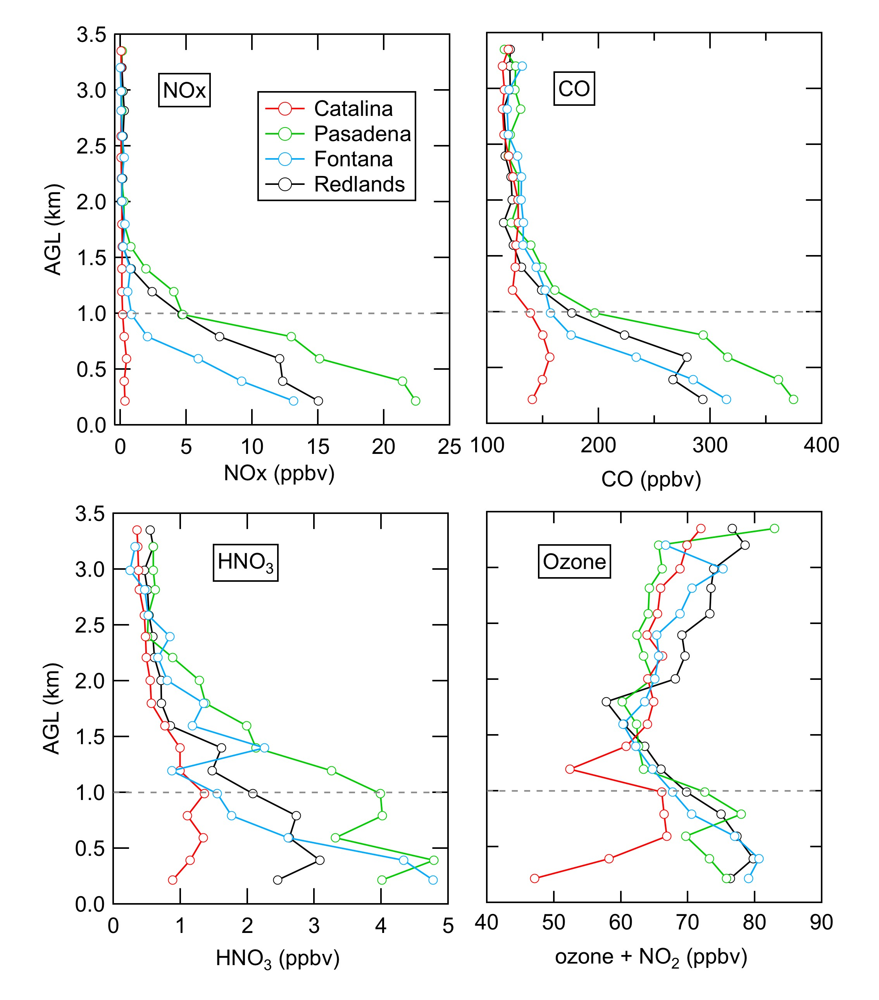 3.5
3.0
2.5
2.0
1.5
1.0
0.5
0.0
AGL (km)
NOx
Catalina
Pasadena
Fontana
Redlands
0 5 10 15 20 25
NOx (ppbv)
CO
100 200 300 400
CO (ppbv)
3.5
3.0
2.5
2.0
1.5
1.0
0.5
0.0
AGL (km)
HNO₃
0 1 2 3 4 5
HNO₃ (ppbv)
Ozone
40 50 60 70 80 90
ozone + NO₂ (ppbv)